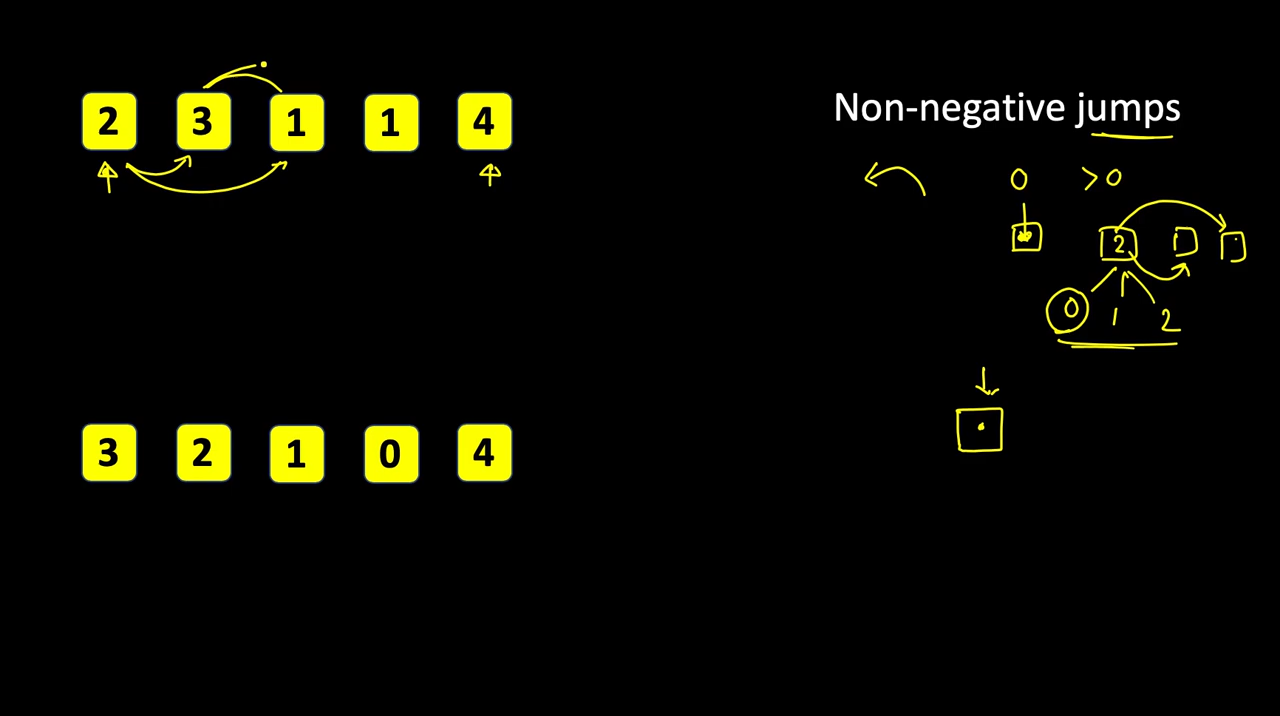 2 3 1 1 4
Non-negative jumps
0 >0
2
0 1 2
3 2 1 0 4